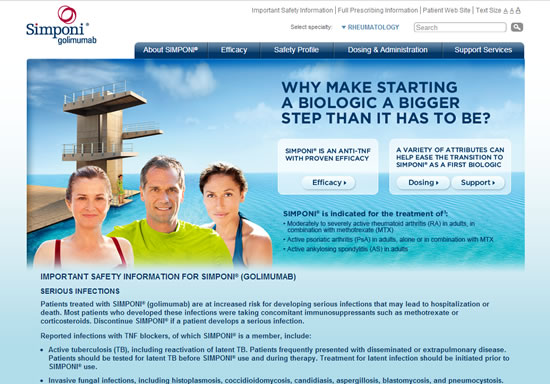 Important Safety Information | Full Prescribing Information | Patient Web Site | Text Size A A A
Simponi®
golimumab
Select specialty: ▼ RHEUMATOLOGY
Search
About SIMPONI® Efficacy Safety Profile Dosing & Administration Support Services
WHY MAKE STARTING
A BIOLOGIC A BIGGER
STEP THAN IT HAS TO BE?
SIMPONI® IS AN ANTI-TNF
WITH PROVEN EFFICACY
Efficacy
A VARIETY OF ATTRIBUTES CAN
HELP EASE THE TRANSITION TO
SIMPONI® AS A FIRST BIOLOGIC
Dosing Support
SIMPONI® is indicated for the treatment of¹:
• Moderately to severely active rheumatoid arthritis (RA) in adults, in
combination with methotrexate (MTX)
• Active psoriatic arthritis (PsA) in adults, alone or in combination with MTX
• Active ankylosing spondylitis (AS) in adults
IMPORTANT SAFETY INFORMATION FOR SIMPONI® (GOLIMUMAB)
SERIOUS INFECTIONS
Patients treated with SIMPONI® (golimumab) are at increased risk for developing serious infections that may lead to hospitalization or
death. Most patients who developed these infections were taking concomitant immunosuppressants such as methotrexate or
corticosteroids. Discontinue SIMPONI® if a patient develops a serious infection.
Reported infections with TNF blockers, of which SIMPONI® is a member, include:
• Active tuberculosis (TB), including reactivation of latent TB. Patients frequently presented with disseminated or extrapulmonary disease.
Patients should be tested for latent TB before SIMPONI® use and during therapy. Treatment for latent infection should be initiated prior to
SIMPONI® use.
• Invasive fungal infections, including histoplasmosis, coccidioidomycosis, candidiasis, aspergillosis, blastomycosis, and pneumocystosis.